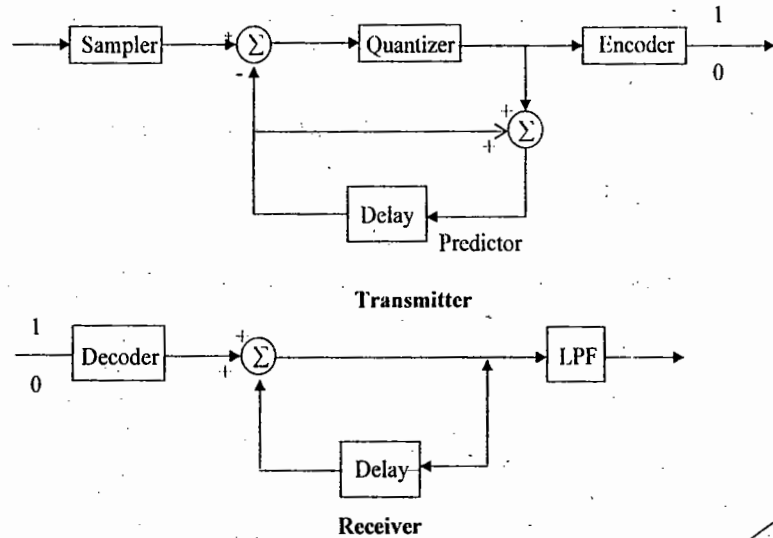 1
Sampler + Σ Quantizer Encoder
- 0
+
Σ
+
Delay
Predictor
Transmitter
1
+
Decoder Σ LPF
+
0
Delay
Receiver